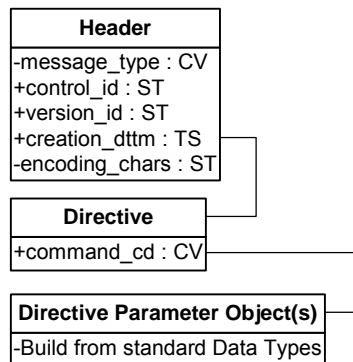 Header
-message_type : CV
+control_id : ST
+version_id : ST
+creation_dttm : TS
-encoding_chars : ST
Directive
+command_cd : CV
Directive Parameter Object(s)
-Build from standard Data Types